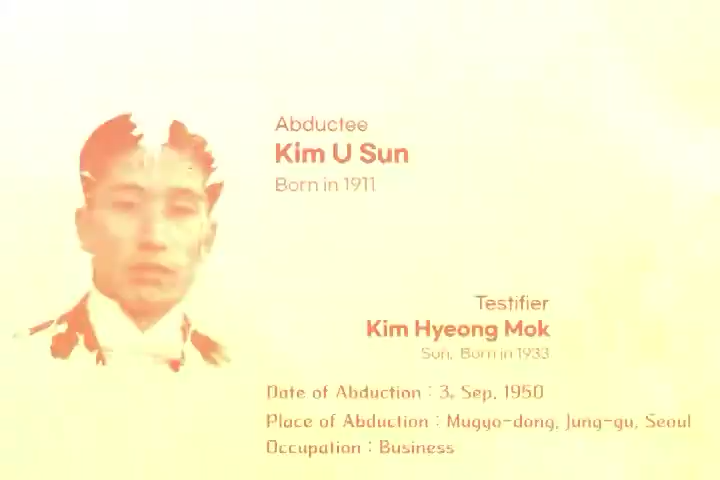 Abductee
Kim U Sun
Born in 1911
Testifier
Kim Hyeong Mok
Son, Born in 1933
Date of Abduction : 3, Sep, 1950
Place of Abduction : Mugyo-dong, Jung-gu, Seoul
Occupation : Business